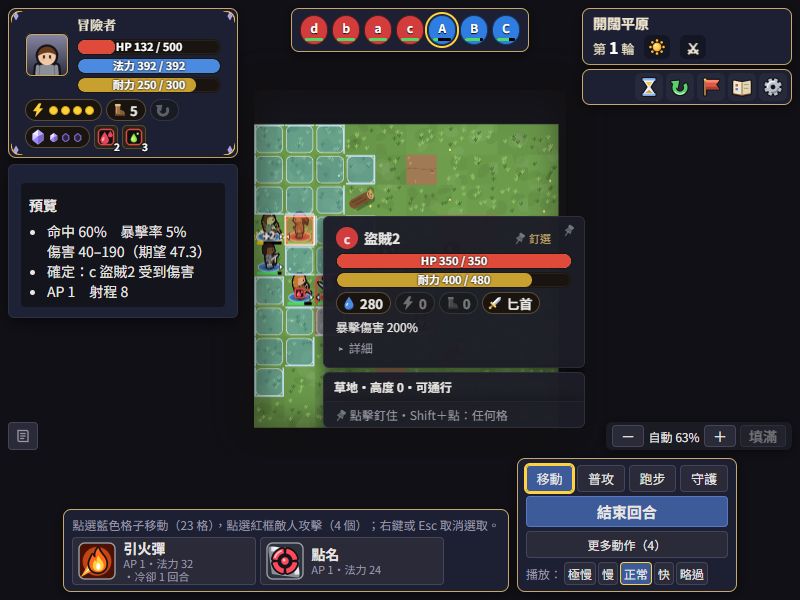 冒險者
HP 132 / 500
法力 392 / 392
耐力 250 / 300
5
2
3
d b a c A B C
開闊平原
第 1 輪
預覽
• 命中 60% 暴擊率 5%
傷害 40–190（期望 47.3）
• 確定：c 盜賊2 受到傷害
• AP 1 射程 8
c 盜賊2 釘選
HP 350 / 350
耐力 400 / 480
280 0 0 匕首
暴擊傷害 200%
▸ 詳細
草地・高度 0・可通行
點擊釘住・Shift＋點：任何格
− 自動 63% + 填滿
移動 普攻 跑步 守護
結束回合
更多動作（4）
播放： 極慢 慢 正常 快 略過
點選藍色格子移動（23 格），點選紅框敵人攻擊（4 個）；右鍵或 Esc 取消選取。
引火彈
AP 1・法力 32
・冷卻 1 回合
點名
AP 1・法力 24